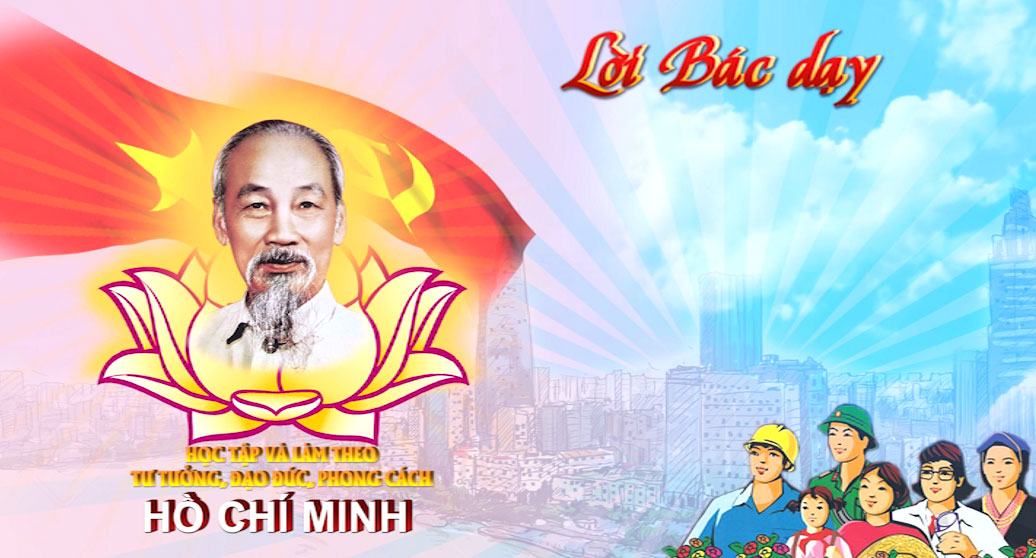 Lời Bác dạy
HỌC TẬP VÀ LÀM THEO
TƯ TƯỞNG, ĐẠO ĐỨC, PHONG CÁCH
HỒ CHÍ MINH